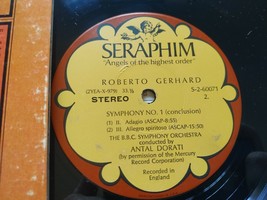 SERAPHIM
"Angels of the highest order"
ROBERTO GERHARD
(2YEA-X-979) 33⅓
STEREO
S-2-60071
2.
SYMPHONY NO. 1 (conclusion)
(1) II. Adagio (ASCAP-8:55)
(2) III. Allegro spiritoso (ASCAP-15:30)
THE B.B.C. SYMPHONY ORCHESTRA
conducted by
ANTAL DORATI
(by permission of the Mercury
Record Corporation)
Recorded in
England